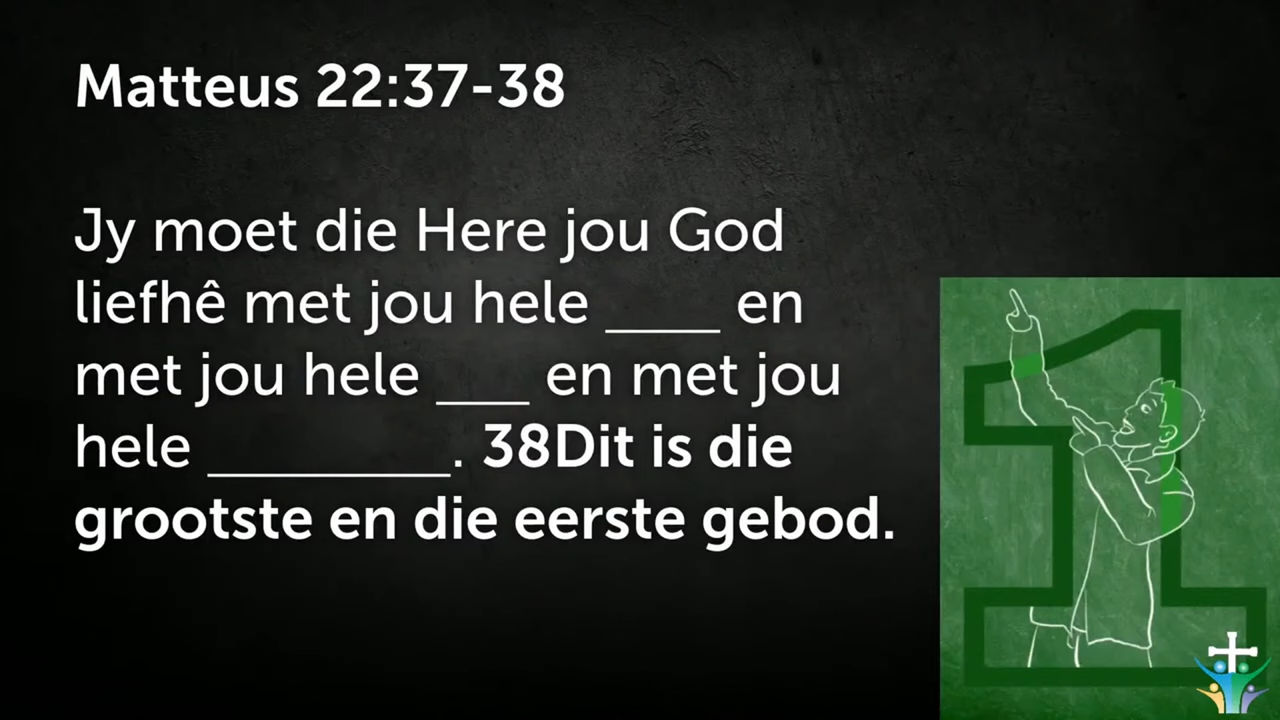 Matteus 22:37-38
Jy moet die Here jou God
liefhê met jou hele ____ en
met jou hele ___ en met jou
hele ________. 38Dit is die
grootste en die eerste gebod.
1